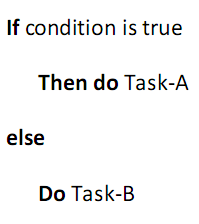 If condition is true
Then do Task-A
else
Do Task-B